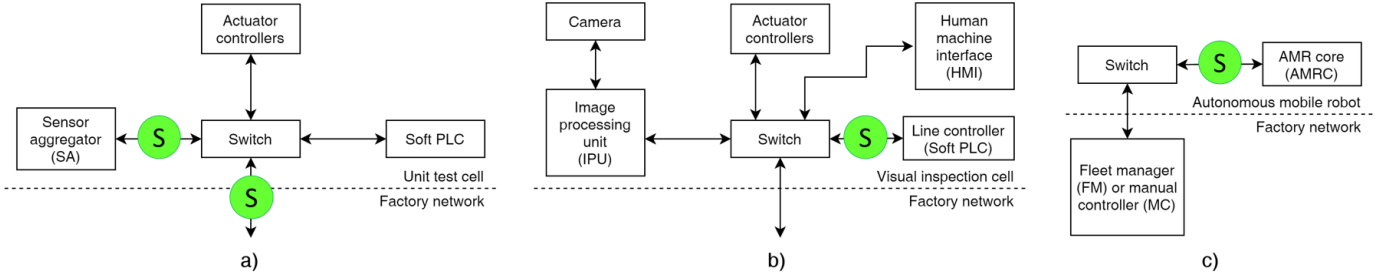 Actuator
controllers
Sensor
aggregator
(SA)
S
Switch
Soft PLC
Unit test cell
S
Factory network
a)
Camera
Actuator
controllers
Human
machine
interface
(HMI)
Image
processing
unit
(IPU)
Switch
S
Line controller
(Soft PLC)
Visual inspection cell
Factory network
b)
Switch
S
AMR core
(AMRC)
Autonomous mobile robot
Factory network
Fleet manager
(FM) or manual
controller (MC)
c)